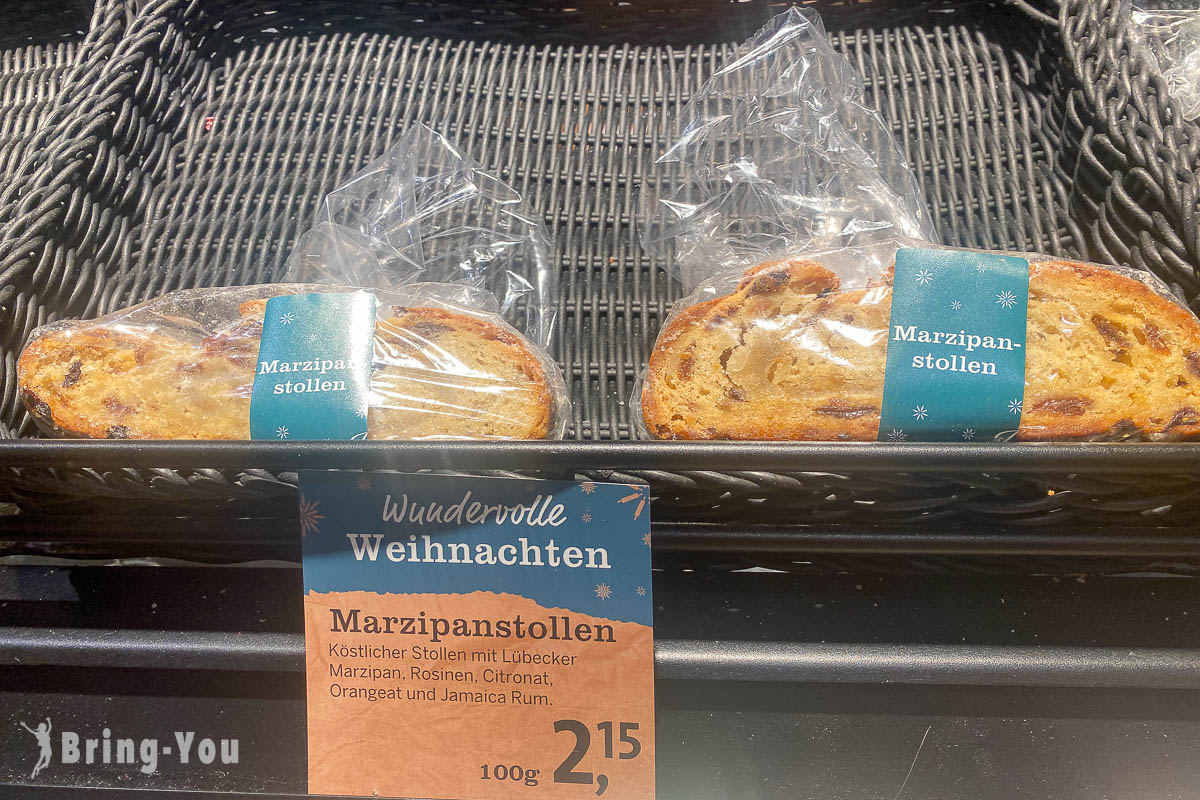 Marzipan
stollen
Marzipan-
stollen
Wundervolle
Weihnachten
Marzipanstollen
Köstlicher Stollen mit Lübecker
Marzipan, Rosinen, Citronat,
Orangeat und Jamaica Rum.
100g 2,15
Bring-You